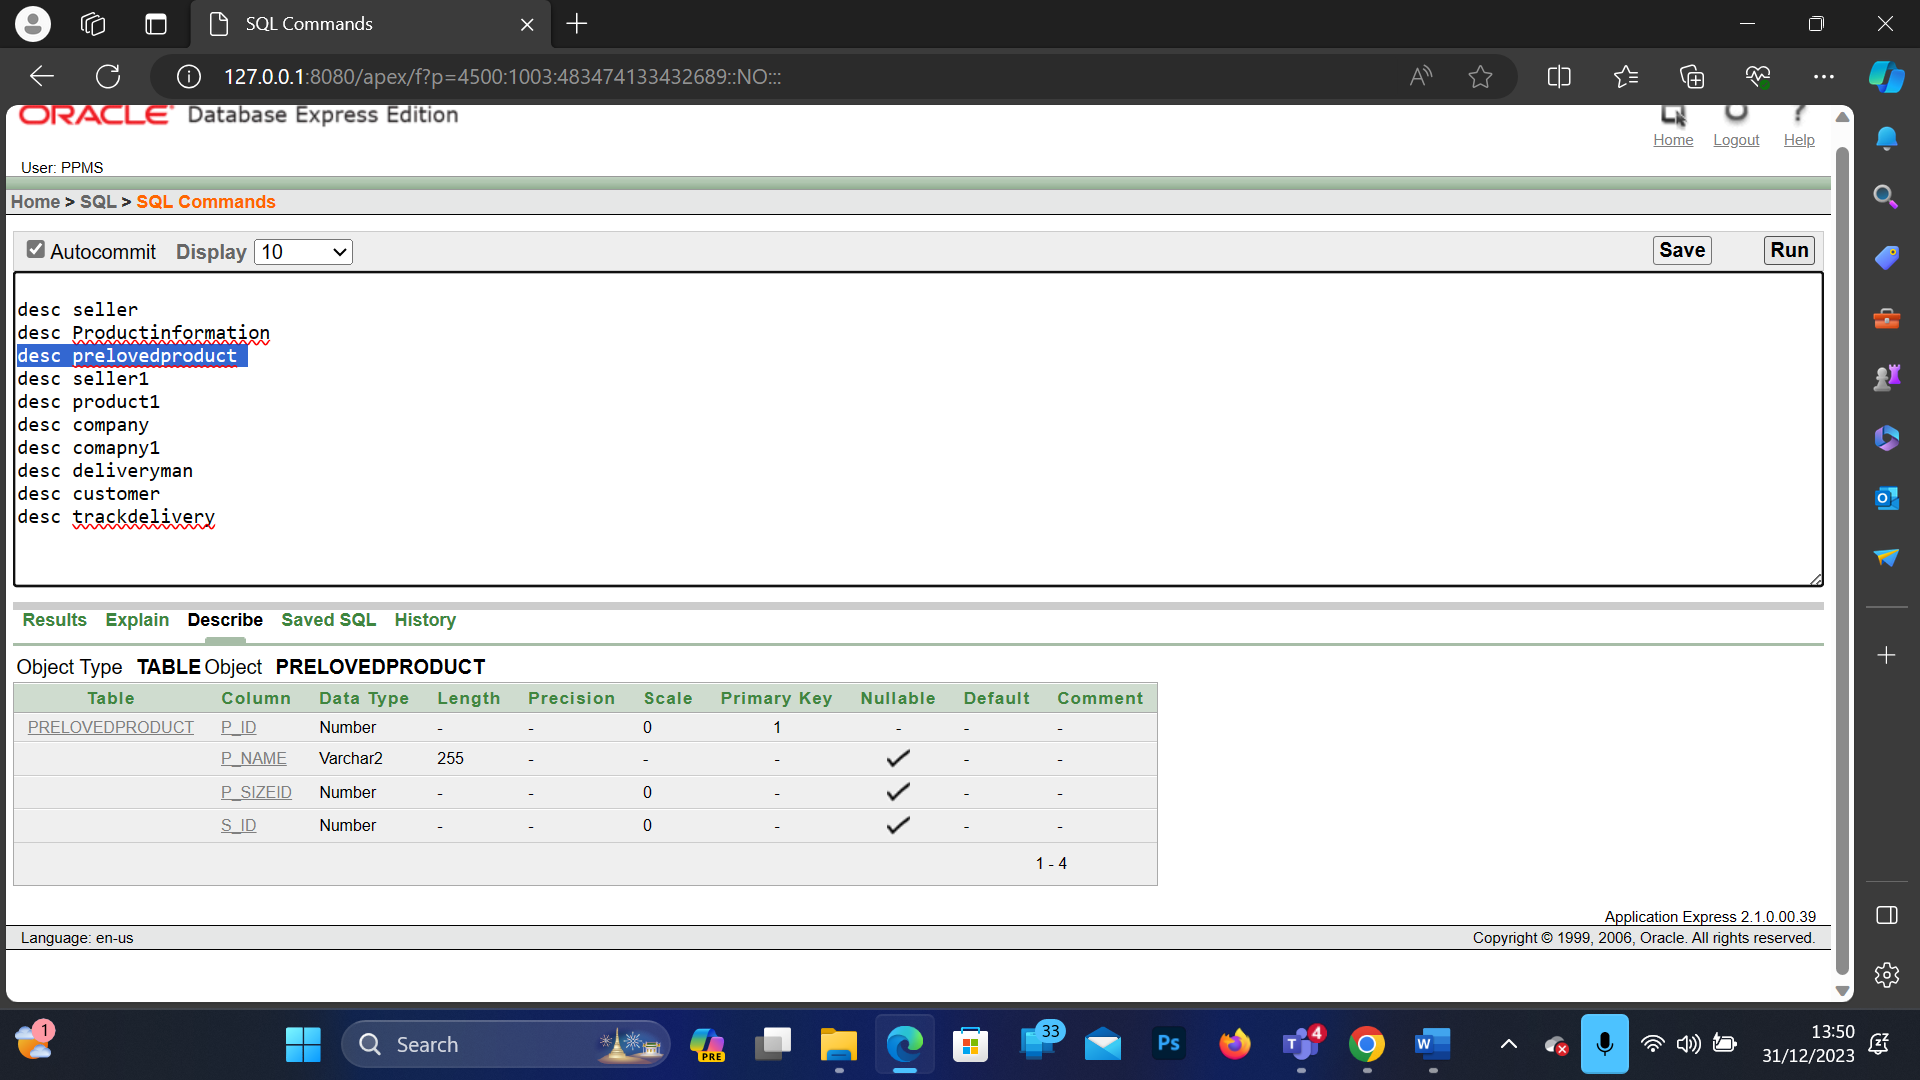 SQL Commands
127.0.0.1:8080/apex/f?p=4500:1003:483474133432689::NO:::
ORACLE Database Express Edition
Home Logout Help
User: PPMS
Home > SQL > SQL Commands
Autocommit Display 10 Save Run
desc seller
desc Productinformation
desc prelovedproduct
desc seller1
desc product1
desc company
desc comapny1
desc deliveryman
desc customer
desc trackdelivery
Results Explain Describe Saved SQL History
Object Type TABLE Object PRELOVEDPRODUCT
Table Column Data Type Length Precision Scale Primary Key Nullable Default Comment
PRELOVEDPRODUCT P_ID Number - - 0 1 - - -
P_NAME Varchar2 255 - - - - -
P_SIZEID Number - - 0 - - -
S_ID Number - - 0 - - -
1 - 4
Application Express 2.1.0.00.39
Language: en-us Copyright © 1999, 2006, Oracle. All rights reserved.
1 Search PRE 33 Ps 4 W 13:50
31/12/2023